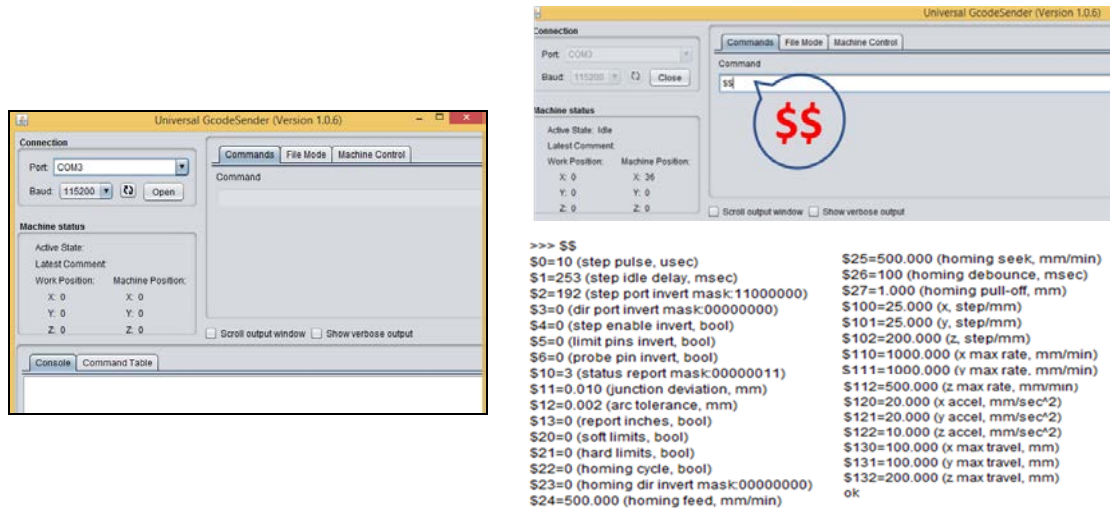 Universal GcodeSender (Version 1.0.6)
Connection
Port: COM3
Baud: 115200 Open
Machine status
Active State:
Latest Comment:
Work Position: Machine Position:
X: 0 X: 0
Y: 0 Y: 0
Z: 0 Z: 0
Commands File Mode Machine Control
Command
Scroll output window Show verbose output
Console Command Table
Universal GcodeSender (Version 1.0.6)
Connection
Port: COM3
Baud: 115200 Close
Machine status
Active State: Idle
Latest Comment:
Work Position: Machine Position:
X: 0 X: 36
Y: 0 Y: 0
Z: 0 Z: 0
Commands File Mode Machine Control
Command
$$
$$
Scroll output window Show verbose output
>>> $$
$0=10 (step pulse, usec)
$1=253 (step idle delay, msec)
$2=192 (step port invert mask:11000000)
$3=0 (dir port invert mask:00000000)
$4=0 (step enable invert, bool)
$5=0 (limit pins invert, bool)
$6=0 (probe pin invert, bool)
$10=3 (status report mask:00000011)
$11=0.010 (junction deviation, mm)
$12=0.002 (arc tolerance, mm)
$13=0 (report inches, bool)
$20=0 (soft limits, bool)
$21=0 (hard limits, bool)
$22=0 (homing cycle, bool)
$23=0 (homing dir invert mask:00000000)
$24=500.000 (homing feed, mm/min)
$25=500.000 (homing seek, mm/min)
$26=100 (homing debounce, msec)
$27=1.000 (homing pull-off, mm)
$100=25.000 (x, step/mm)
$101=25.000 (y, step/mm)
$102=200.000 (z, step/mm)
$110=1000.000 (x max rate, mm/min)
$111=1000.000 (y max rate, mm/min)
$112=500.000 (z max rate, mm/min)
$120=20.000 (x accel, mm/sec^2)
$121=20.000 (y accel, mm/sec^2)
$122=10.000 (z accel, mm/sec^2)
$130=100.000 (x max travel, mm)
$131=100.000 (y max travel, mm)
$132=200.000 (z max travel, mm)
ok